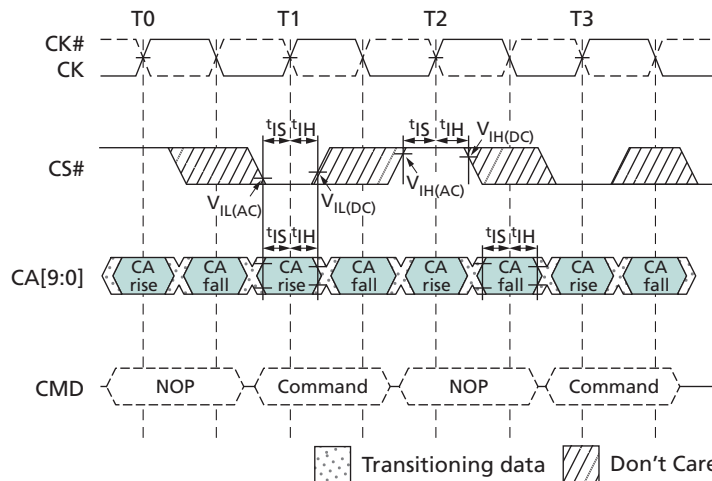 T0 T1 T2 T3
CK#
CK
tIS tIH tIS tIH VIH(DC)
CS#
VIL(AC) VIL(DC) VIH(AC)
tIS tIH tIS tIH
CA[9:0] CA rise CA fall CA rise CA fall CA rise CA fall CA rise CA fall
CMD NOP Command NOP Command
Transitioning data Don't Care